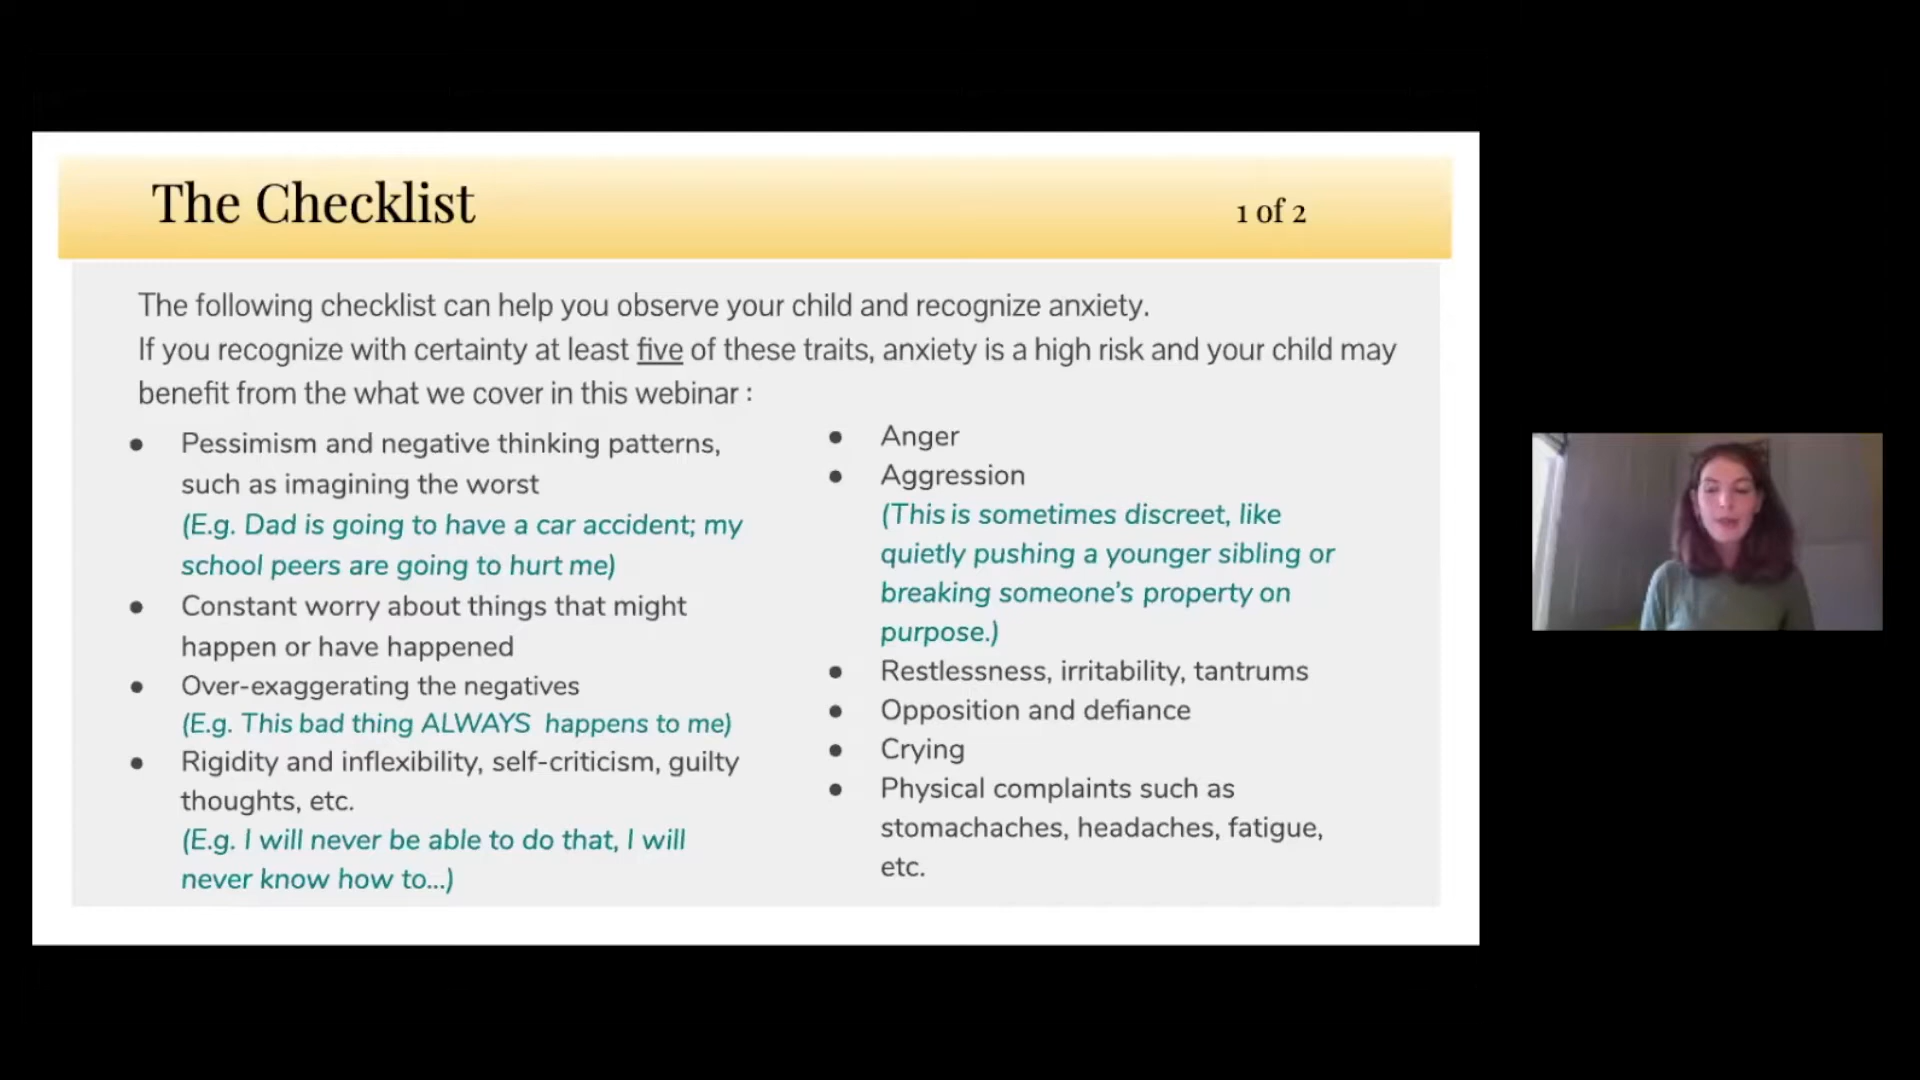 The Checklist
1 of 2
The following checklist can help you observe your child and recognize anxiety.
If you recognize with certainty at least five of these traits, anxiety is a high risk and your child may
benefit from the what we cover in this webinar :
● Pessimism and negative thinking patterns,
such as imagining the worst
(E.g. Dad is going to have a car accident; my
school peers are going to hurt me)
● Constant worry about things that might
happen or have happened
● Over-exaggerating the negatives
(E.g. This bad thing ALWAYS happens to me)
● Rigidity and inflexibility, self-criticism, guilty
thoughts, etc.
(E.g. I will never be able to do that, I will
never know how to...)
● Anger
● Aggression
(This is sometimes discreet, like
quietly pushing a younger sibling or
breaking someone's property on
purpose.)
● Restlessness, irritability, tantrums
● Opposition and defiance
● Crying
● Physical complaints such as
stomachaches, headaches, fatigue,
etc.